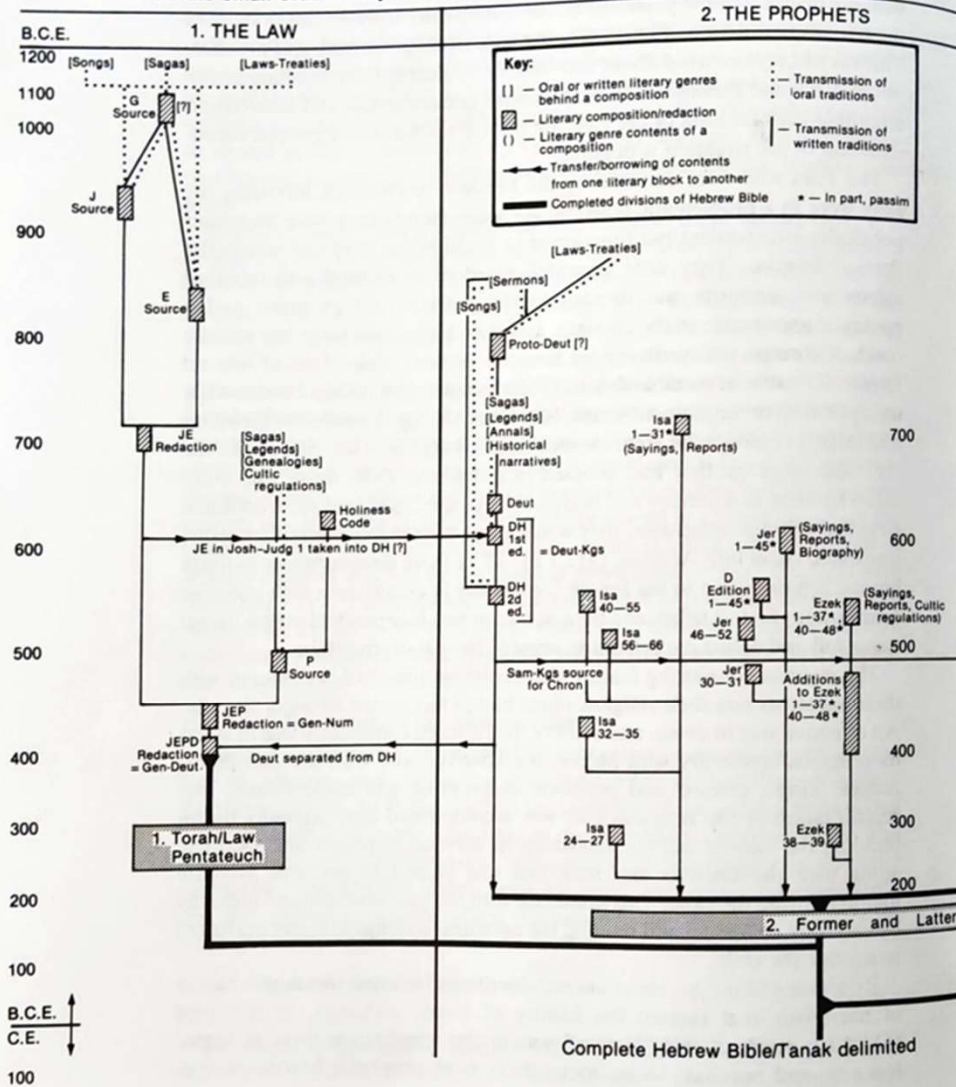 2. THE PROPHETS
B.C.E.
1. THE LAW
1200
[Songs]
[Sagas]
[Laws-Treaties]
1100
G
Source
[?]
1000
J
Source
900
E
Source
800
JE
Redaction
700
[Sagas]
[Legends]
Genealogies]
[Cultic
regulations]
Holiness
Code
600
JE in Josh–Judg 1 taken into DH [?]
500
P
Source
JEP
Redaction = Gen-Num
JEPD
Redaction
= Gen-Deut.
400
Deut separated from DH
300
1. Torah/Law
Pentateuch
200
100
B.C.E.
C.E.
100
Key:
[ ] — Oral or written literary genres
behind a composition
— Literary composition/redaction
( ) — Literary genre contents of a
composition
— Transfer/borrowing of contents
from one literary block to another
Completed divisions of Hebrew Bible
— Transmission of
oral traditions
— Transmission of
written traditions
* — In part, passim
[Laws-Treaties]
[Sermons]
[Songs]
Proto-Deut [?]
[Sagas]
[Legends]
[Annals]
[Historical
narratives]
Deut
DH
1st
ed.
= Deut-Kgs
DH
2d
ed.
Isa
1—31*
(Sayings, Reports)
700
Jer
1—45*
(Sayings,
Reports,
Biography)
600
Isa
40—55
D
Edition
1—45*
Ezek
1—37*,
40—48*
(Sayings,
Reports, Cultic
regulations)
Isa
56—66
Jer
46—52
500
Sam-Kgs source
for Chron
Jer
30—31
Additions
to Ezek
1—37*,
40—48*
Isa
32—35
400
300
Isa
24—27
Ezek
38—39
200
2. Former and Latter
Complete Hebrew Bible/Tanak delimited